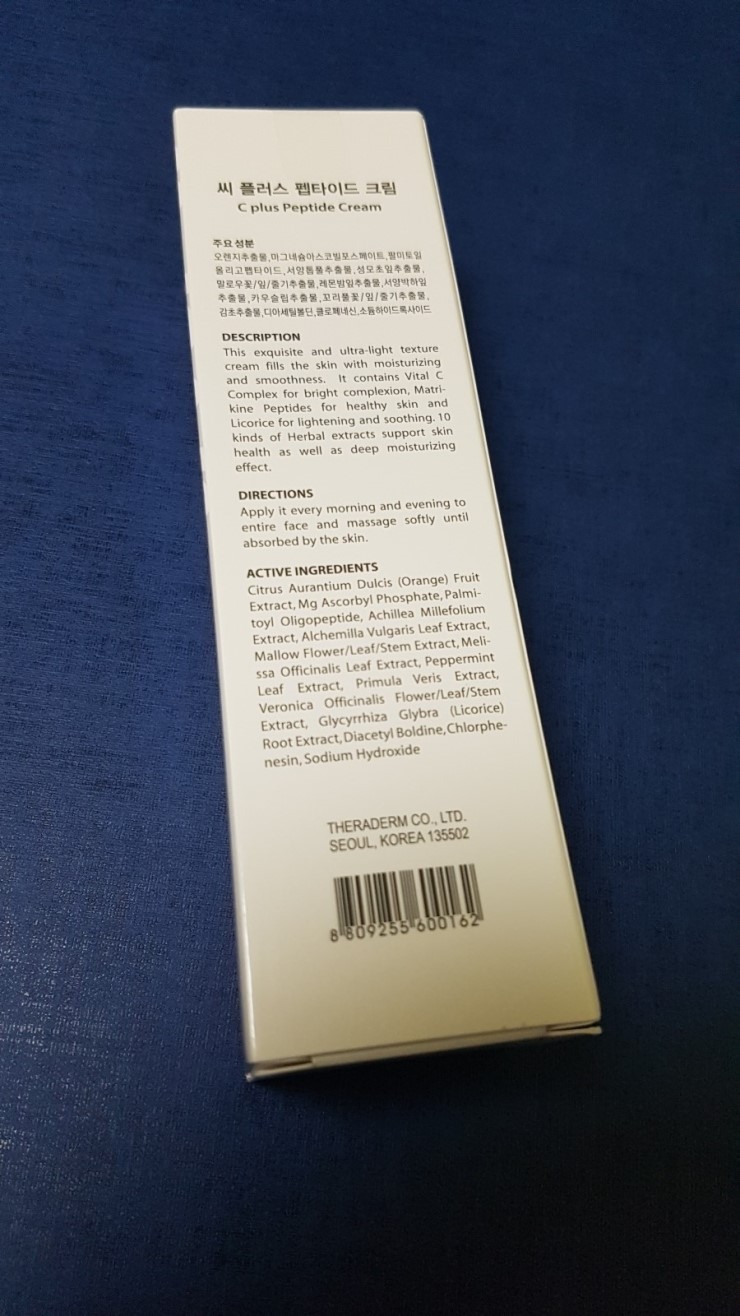 씨 플러스 펩타이드 크림
C plus Peptide Cream
주요성분
오렌지추출물,마그네슘아스코빌포스페이트,팔미토일
올리고펩타이드,서양톱풀추출물,성모초잎추출물,
말로우꽃/잎/줄기추출물,레몬밤잎추출물,서양박하잎
추출물,카우슬립추출물,꼬리풀꽃/잎/줄기추출물,
감초추출물,디아세틸볼딘,클로페네신,소듐하이드록사이드
DESCRIPTION
This exquisite and ultra-light texture
cream fills the skin with moisturizing
and smoothness. It contains Vital C
Complex for bright complexion, Matri-
kine Peptides for healthy skin and
Licorice for lightening and soothing. 10
kinds of Herbal extracts support skin
health as well as deep moisturizing
effect.
DIRECTIONS
Apply it every morning and evening to
entire face and massage softly until
absorbed by the skin.
ACTIVE INGREDIENTS
Citrus Aurantium Dulcis (Orange) Fruit
Extract, Mg Ascorbyl Phosphate, Palmi-
toyl Oligopeptide, Achillea Millefolium
Extract, Alchemilla Vulgaris Leaf Extract,
Mallow Flower/Leaf/Stem Extract, Meli-
ssa Officinalis Leaf Extract, Peppermint
Leaf Extract, Primula Veris Extract,
Veronica Officinalis Flower/Leaf/Stem
Extract, Glycyrrhiza Glybra (Licorice)
Root Extract, Diacetyl Boldine, Chlorphe-
nesin, Sodium Hydroxide
THERADERM CO., LTD.
SEOUL, KOREA 135502
8 809255 600162